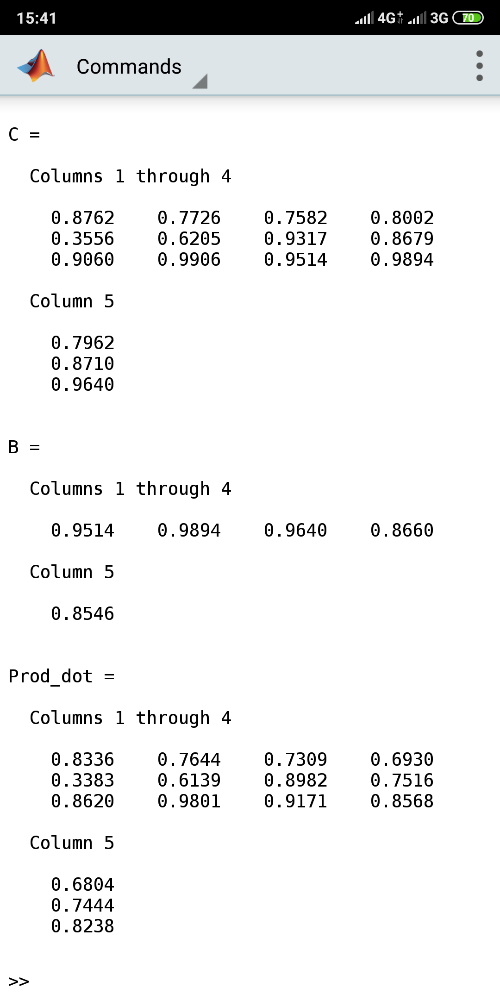 15:41 4G+ 3G 70
Commands
C =
Columns 1 through 4
0.8762 0.7726 0.7582 0.8002
0.3556 0.6205 0.9317 0.8679
0.9060 0.9906 0.9514 0.9894
Column 5
0.7962
0.8710
0.9640
B =
Columns 1 through 4
0.9514 0.9894 0.9640 0.8660
Column 5
0.8546
Prod_dot =
Columns 1 through 4
0.8336 0.7644 0.7309 0.6930
0.3383 0.6139 0.8982 0.7516
0.8620 0.9801 0.9171 0.8568
Column 5
0.6804
0.7444
0.8238
>>